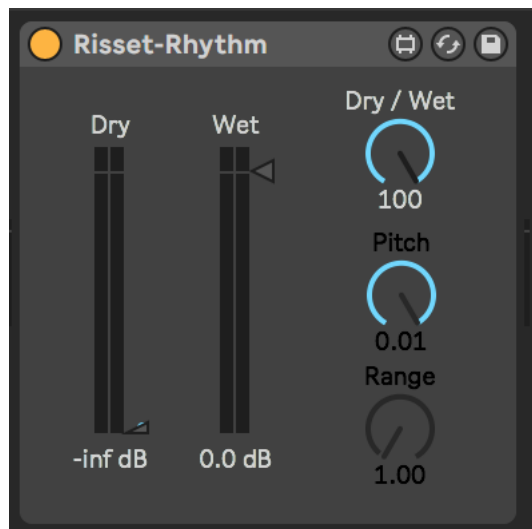 Risset-Rhythm
Dry
Wet
Dry / Wet
100
Pitch
0.01
Range
1.00
-inf dB
0.0 dB